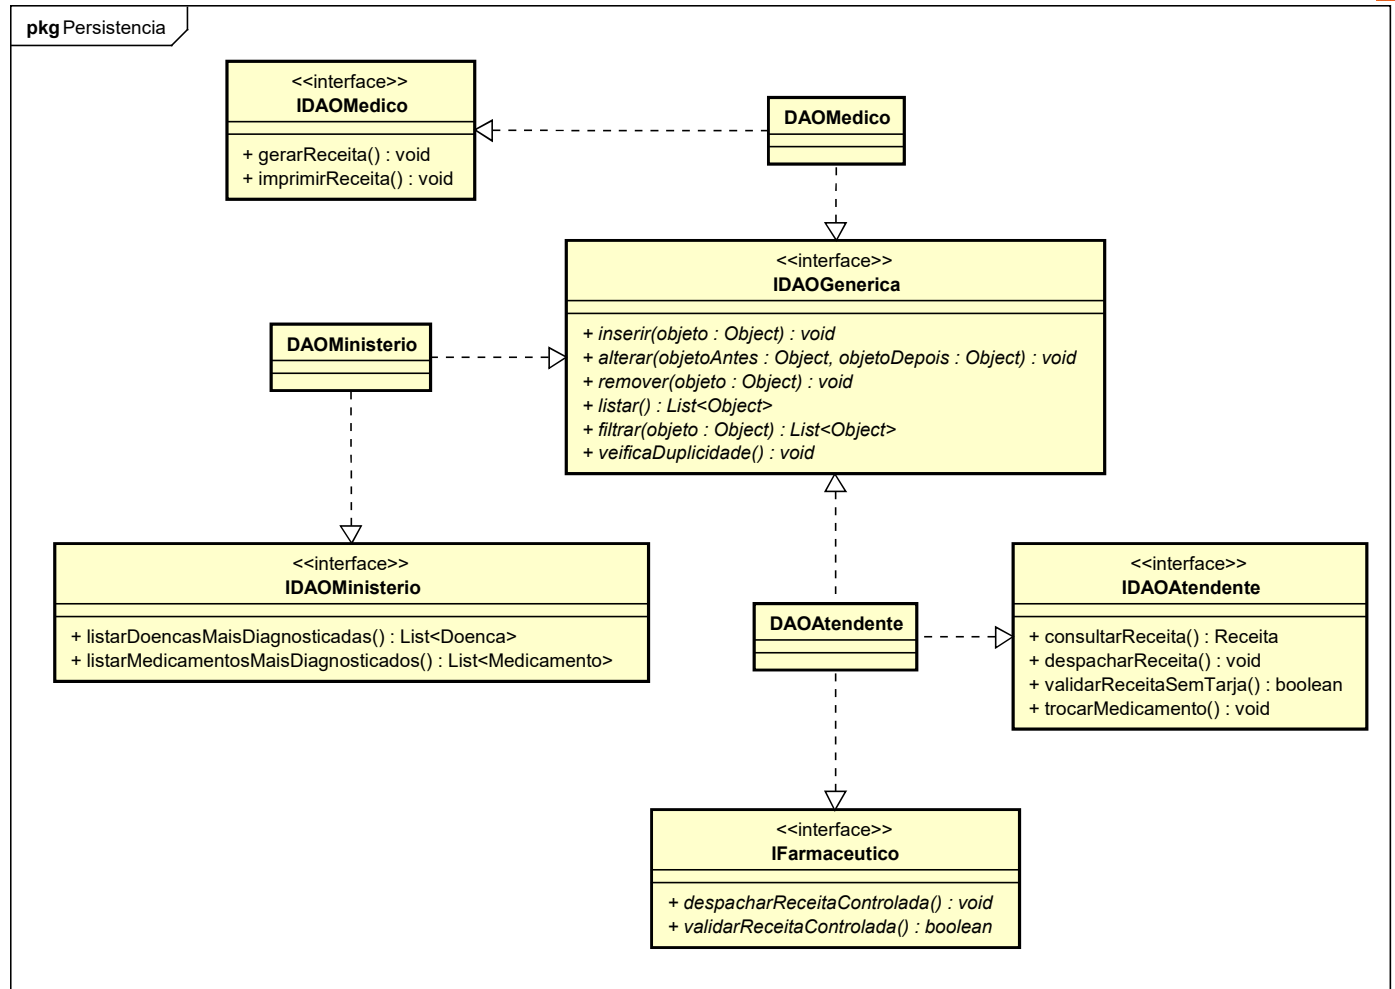 pkg Persistencia
<<interface>>
IDAOMedico
+ gerarReceita() : void
+ imprimirReceita() : void
DAOMedico
<<interface>>
IDAOGenerica
+ inserir(objeto : Object) : void
+ alterar(objetoAntes : Object, objetoDepois : Object) : void
+ remover(objeto : Object) : void
+ listar() : List<Object>
+ filtrar(objeto : Object) : List<Object>
+ veificaDuplicidade() : void
DAOMinisterio
<<interface>>
IDAOMinisterio
+ listarDoencasMaisDiagnosticadas() : List<Doenca>
+ listarMedicamentosMaisDiagnosticados() : List<Medicamento>
DAOAtendente
<<interface>>
IDAOAtendente
+ consultarReceita() : Receita
+ despacharReceita() : void
+ validarReceitaSemTarja() : boolean
+ trocarMedicamento() : void
<<interface>>
IFarmaceutico
+ despacharReceitaControlada() : void
+ validarReceitaControlada() : boolean